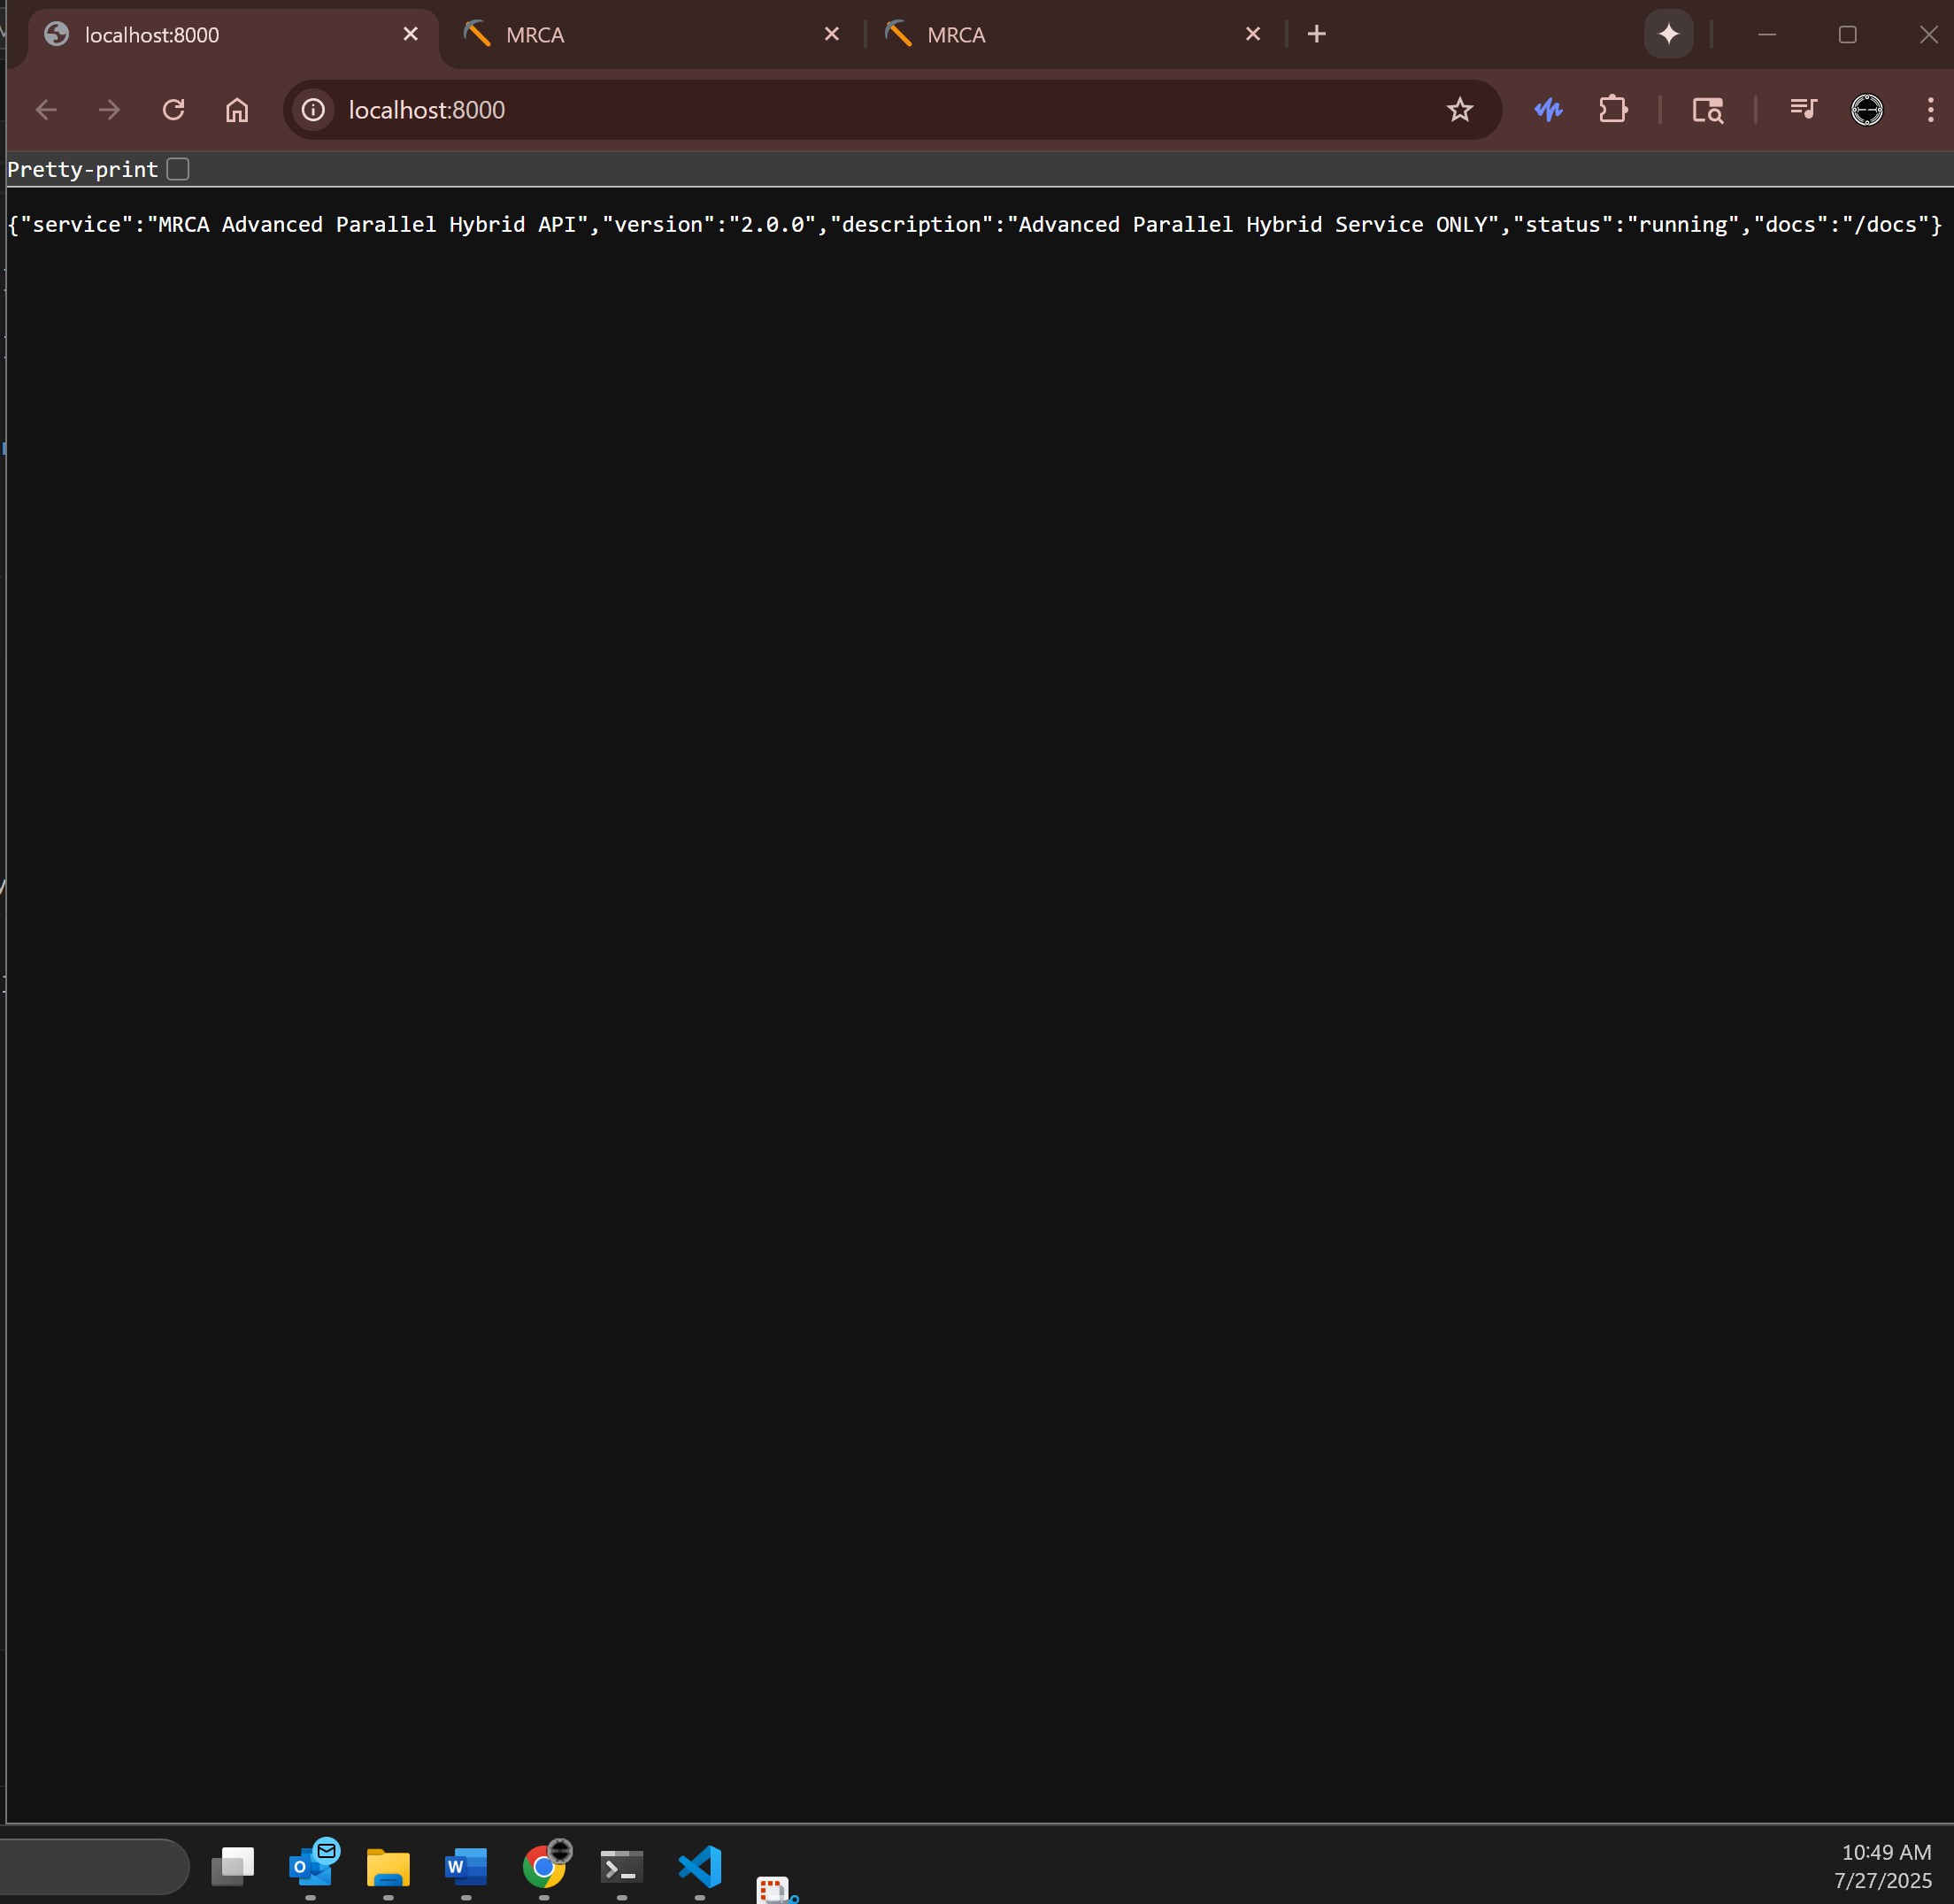 localhost:8000
MRCA
MRCA
localhost:8000
Pretty-print
{"service":"MRCA Advanced Parallel Hybrid API","version":"2.0.0","description":"Advanced Parallel Hybrid Service ONLY","status":"running","docs":"/docs"}
10:49 AM
7/27/2025